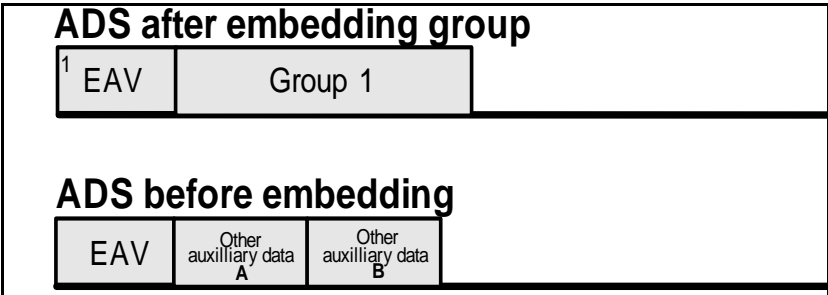 ADS after embedding group
1
EAV Group 1
ADS before embedding
EAV
Other
auxilliary data
A
Other
auxilliary data
B